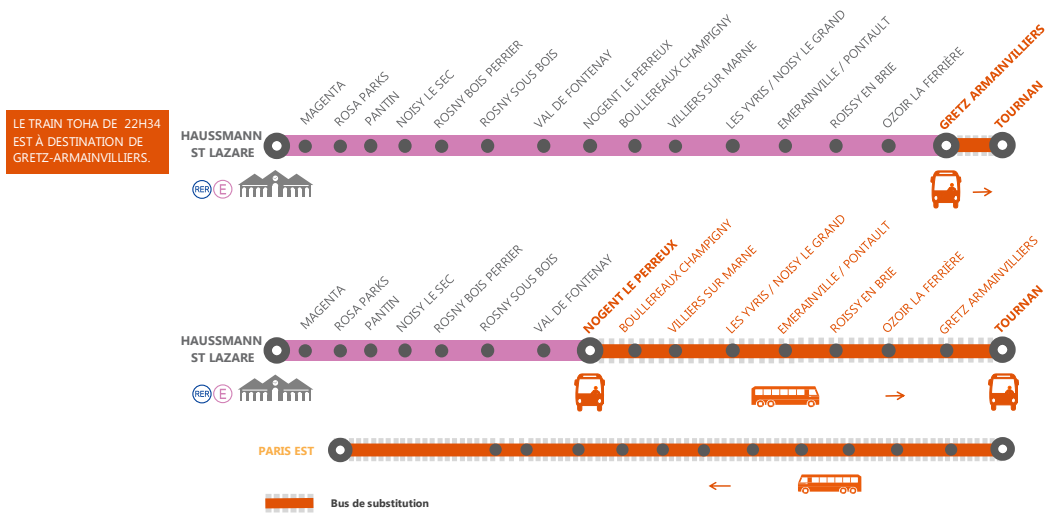 LE TRAIN TOHA DE 22H34
EST À DESTINATION DE
GRETZ-ARMAINVILLIERS.
HAUSSMANN
ST LAZARE
MAGENTA
ROSA PARKS
PANTIN
NOISY LE SEC
ROSNY BOIS PERRIER
ROSNY SOUS BOIS
VAL DE FONTENAY
NOGENT LE PERREUX
BOULLEREAUX CHAMPIGNY
VILLIERS SUR MARNE
LES YVRIS / NOISY LE GRAND
EMERAINVILLE / PONTAULT
ROISSY EN BRIE
OZOIR LA FERRIÈRE
GRETZ ARMAINVILLIERS
TOURNAN
RER E
HAUSSMANN
ST LAZARE
MAGENTA
ROSA PARKS
PANTIN
NOISY LE SEC
ROSNY BOIS PERRIER
ROSNY SOUS BOIS
VAL DE FONTENAY
NOGENT LE PERREUX
BOULEREAUX CHAMPIGNY
VILLIERS SUR MARNE
LES YVRIS / NOISY LE GRAND
EMERAINVILLE / PONTAULT
ROISSY EN BRIE
OZOIR LA FERRIÈRE
GRETZ ARMAINVILLIERS
TOURNAN
RER E
PARIS EST
Bus de substitution